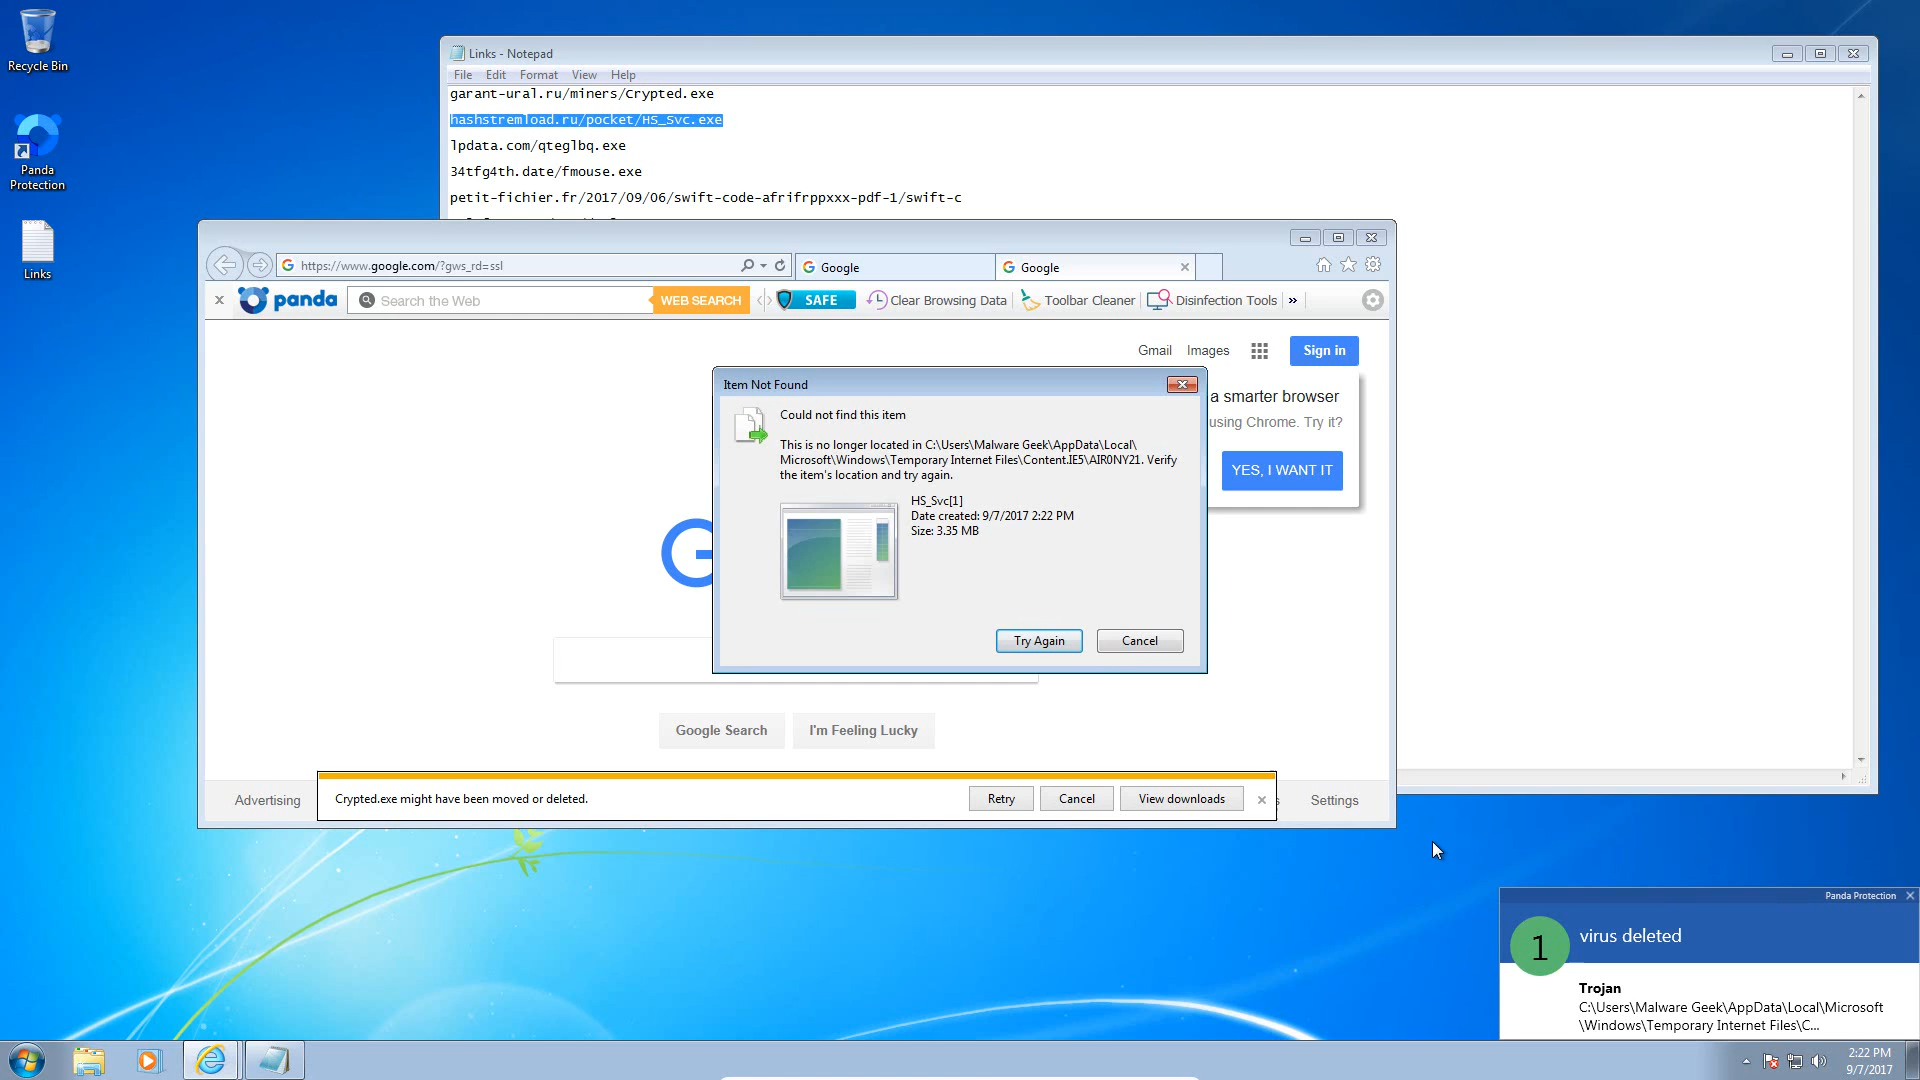 Recycle Bin
Panda
Protection
Links
Links - Notepad
File Edit Format View Help
garant-ural.ru/miners/Crypted.exe
hashstremload.ru/pocket/HS_Svc.exe
lpdata.com/qteglbq.exe
34tfg4th.date/fmouse.exe
petit-fichier.fr/2017/09/06/swift-code-afrifrppxxx-pdf-1/swift-c
https://www.google.com/?gws_rd=ssl
Google
Google
panda
Search the Web
WEB SEARCH
SAFE
Clear Browsing Data
Toolbar Cleaner
Disinfection Tools
Gmail Images
Sign in
a smarter browser
using Chrome. Try it?
YES, I WANT IT
Item Not Found
Could not find this item
This is no longer located in C:\Users\Malware Geek\AppData\Local\
Microsoft\Windows\Temporary Internet Files\Content.IE5\AIR0NY21. Verify
the item's location and try again.
HS_Svc[1]
Date created: 9/7/2017 2:22 PM
Size: 3.35 MB
Try Again
Cancel
Google Search
I'm Feeling Lucky
Advertising
Crypted.exe might have been moved or deleted.
Retry
Cancel
View downloads
Settings
Panda Protection
1
virus deleted
Trojan
C:\Users\Malware Geek\AppData\Local\Microsoft
\Windows\Temporary Internet Files\C...
2:22 PM
9/7/2017